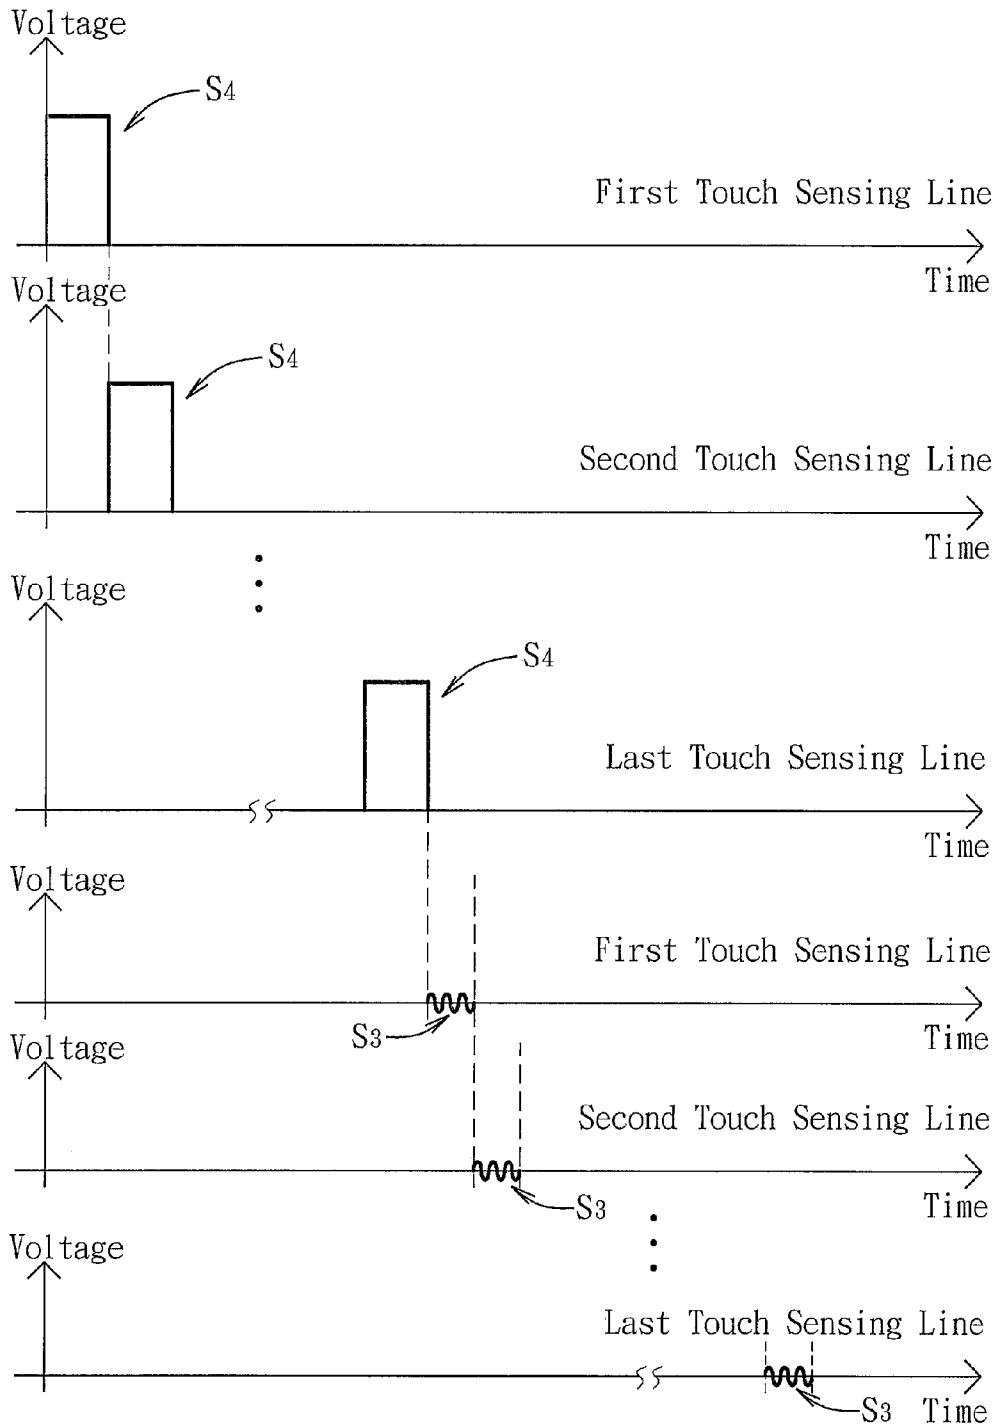 Voltage
S4
First Touch Sensing Line
Time
Voltage
S4
Second Touch Sensing Line
Time
Voltage
S4
Last Touch Sensing Line
Time
Voltage
First Touch Sensing Line
S3
Time
Voltage
Second Touch Sensing Line
S3
Time
Voltage
Last Touch Sensing Line
S3
Time